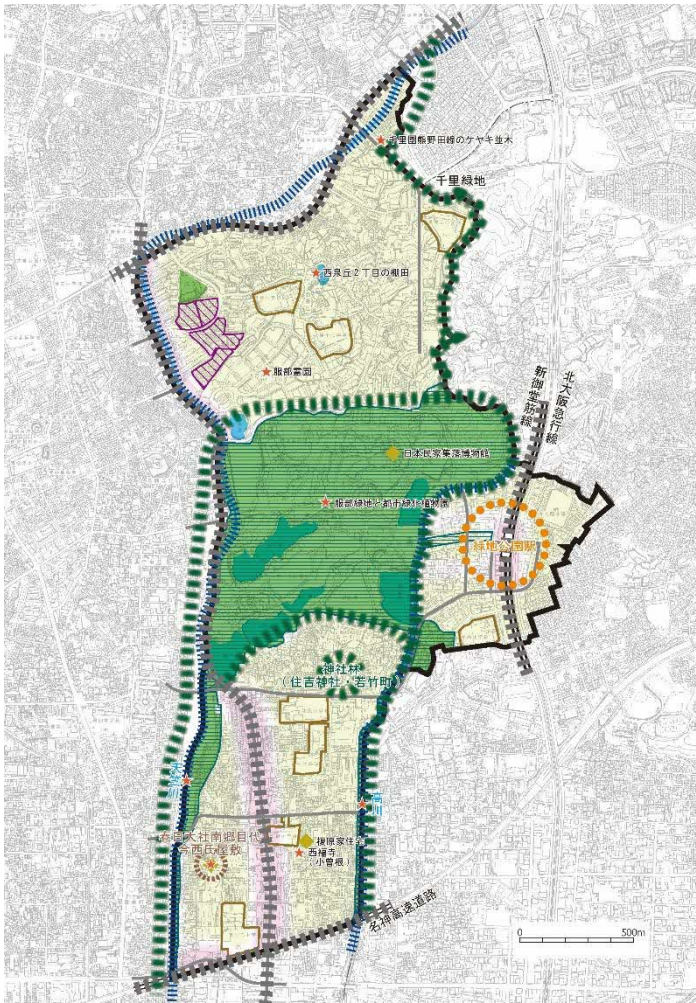 千里園熊野田線のケヤキ並木
千里緑地
西泉丘2丁目の棚田
服部霊園
北大阪急行線
新御堂筋線
日本民家集落博物館
服部緑地と都市緑化植物園
緑地公園駅
神社林
(住吉神社・若竹町)
天竺川
高川
春日大社南郷目代
今西氏屋敷
西福寺
(小曽根)
名神高速道路
0
500m